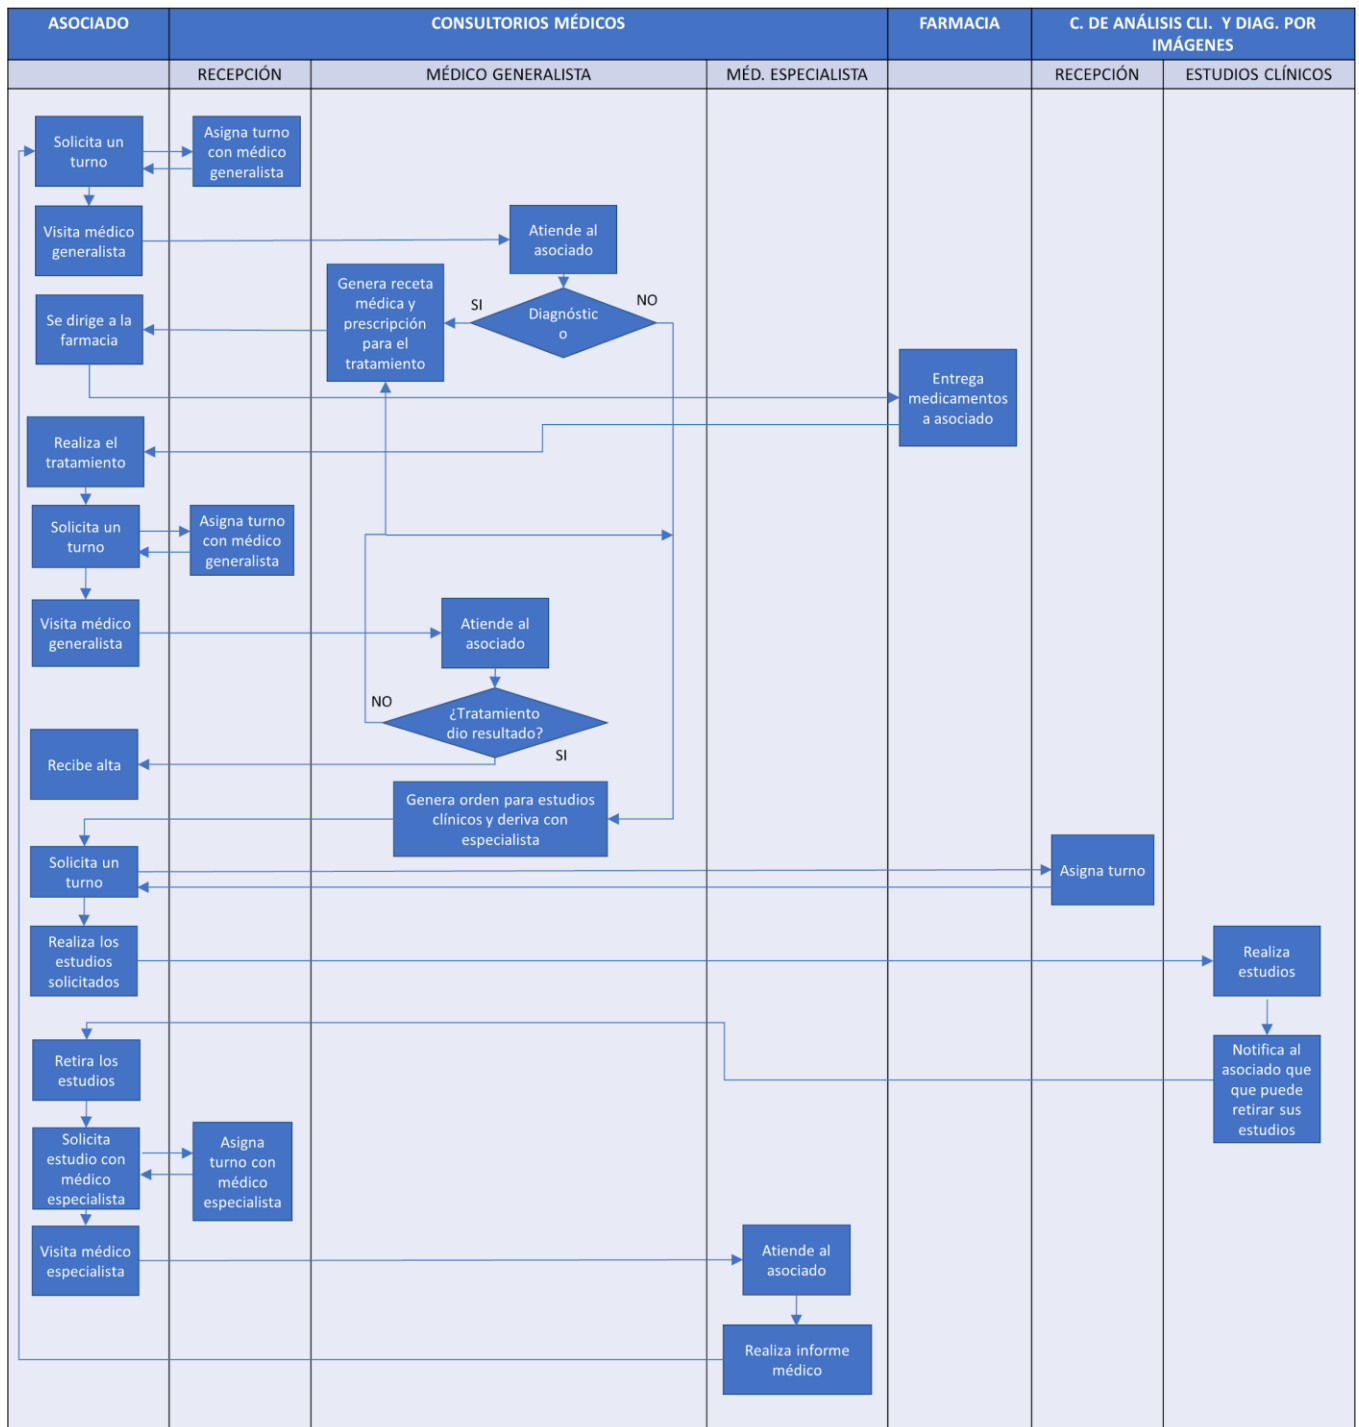 ASOCIADO
CONSULTORIOS MÉDICOS
FARMACIA
C. DE ANÁLISIS CLI. Y DIAG. POR
IMÁGENES
RECEPCIÓN
MÉDICO GENERALISTA
MÉD. ESPECIALISTA
RECEPCIÓN
ESTUDIOS CLÍNICOS
Solicita un
turno
Asigna turno
con médico
generalista
Visita médico
generalista
Atiende al
asociado
Diagnóstic
o
SI
NO
Genera receta
médica y
prescripción
para el
tratamiento
Se dirige a la
farmacia
Entrega
medicamentos
a asociado
Realiza el
tratamiento
Solicita un
turno
Asigna turno
con médico
generalista
Visita médico
generalista
Atiende al
asociado
¿Tratamiento
dio resultado?
NO
SI
Recibe alta
Genera orden para estudios
clínicos y deriva con
especialista
Solicita un
turno
Asigna turno
Realiza los
estudios
solicitados
Realiza
estudios
Notifica al
asociado que
que puede
retirar sus
estudios
Retira los
estudios
Solicita
estudio con
médico
especialista
Asigna
turno con
médico
especialista
Visita médico
especialista
Atiende al
asociado
Realiza informe
médico